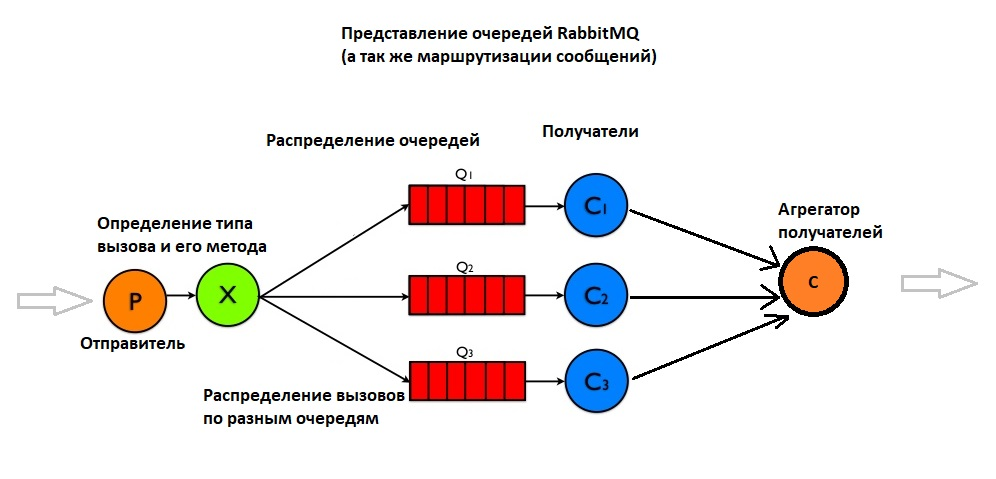 Представление очередей RabbitMQ
(а так же маршрутизации сообщений)
Распределение очередей
Получатели
Q1
C1
Определение типа
вызова и его метода
Агрегатор
получателей
P
X
Q2
C2
C
Отправитель
Q3
C3
Распределение вызовов
по разным очередям